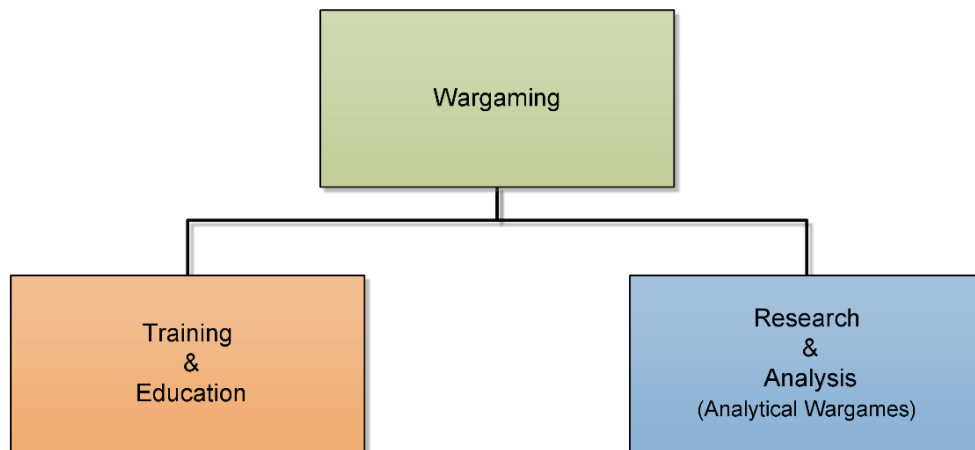 Wargaming
Training
&
Education
Research
&
Analysis
(Analytical Wargames)